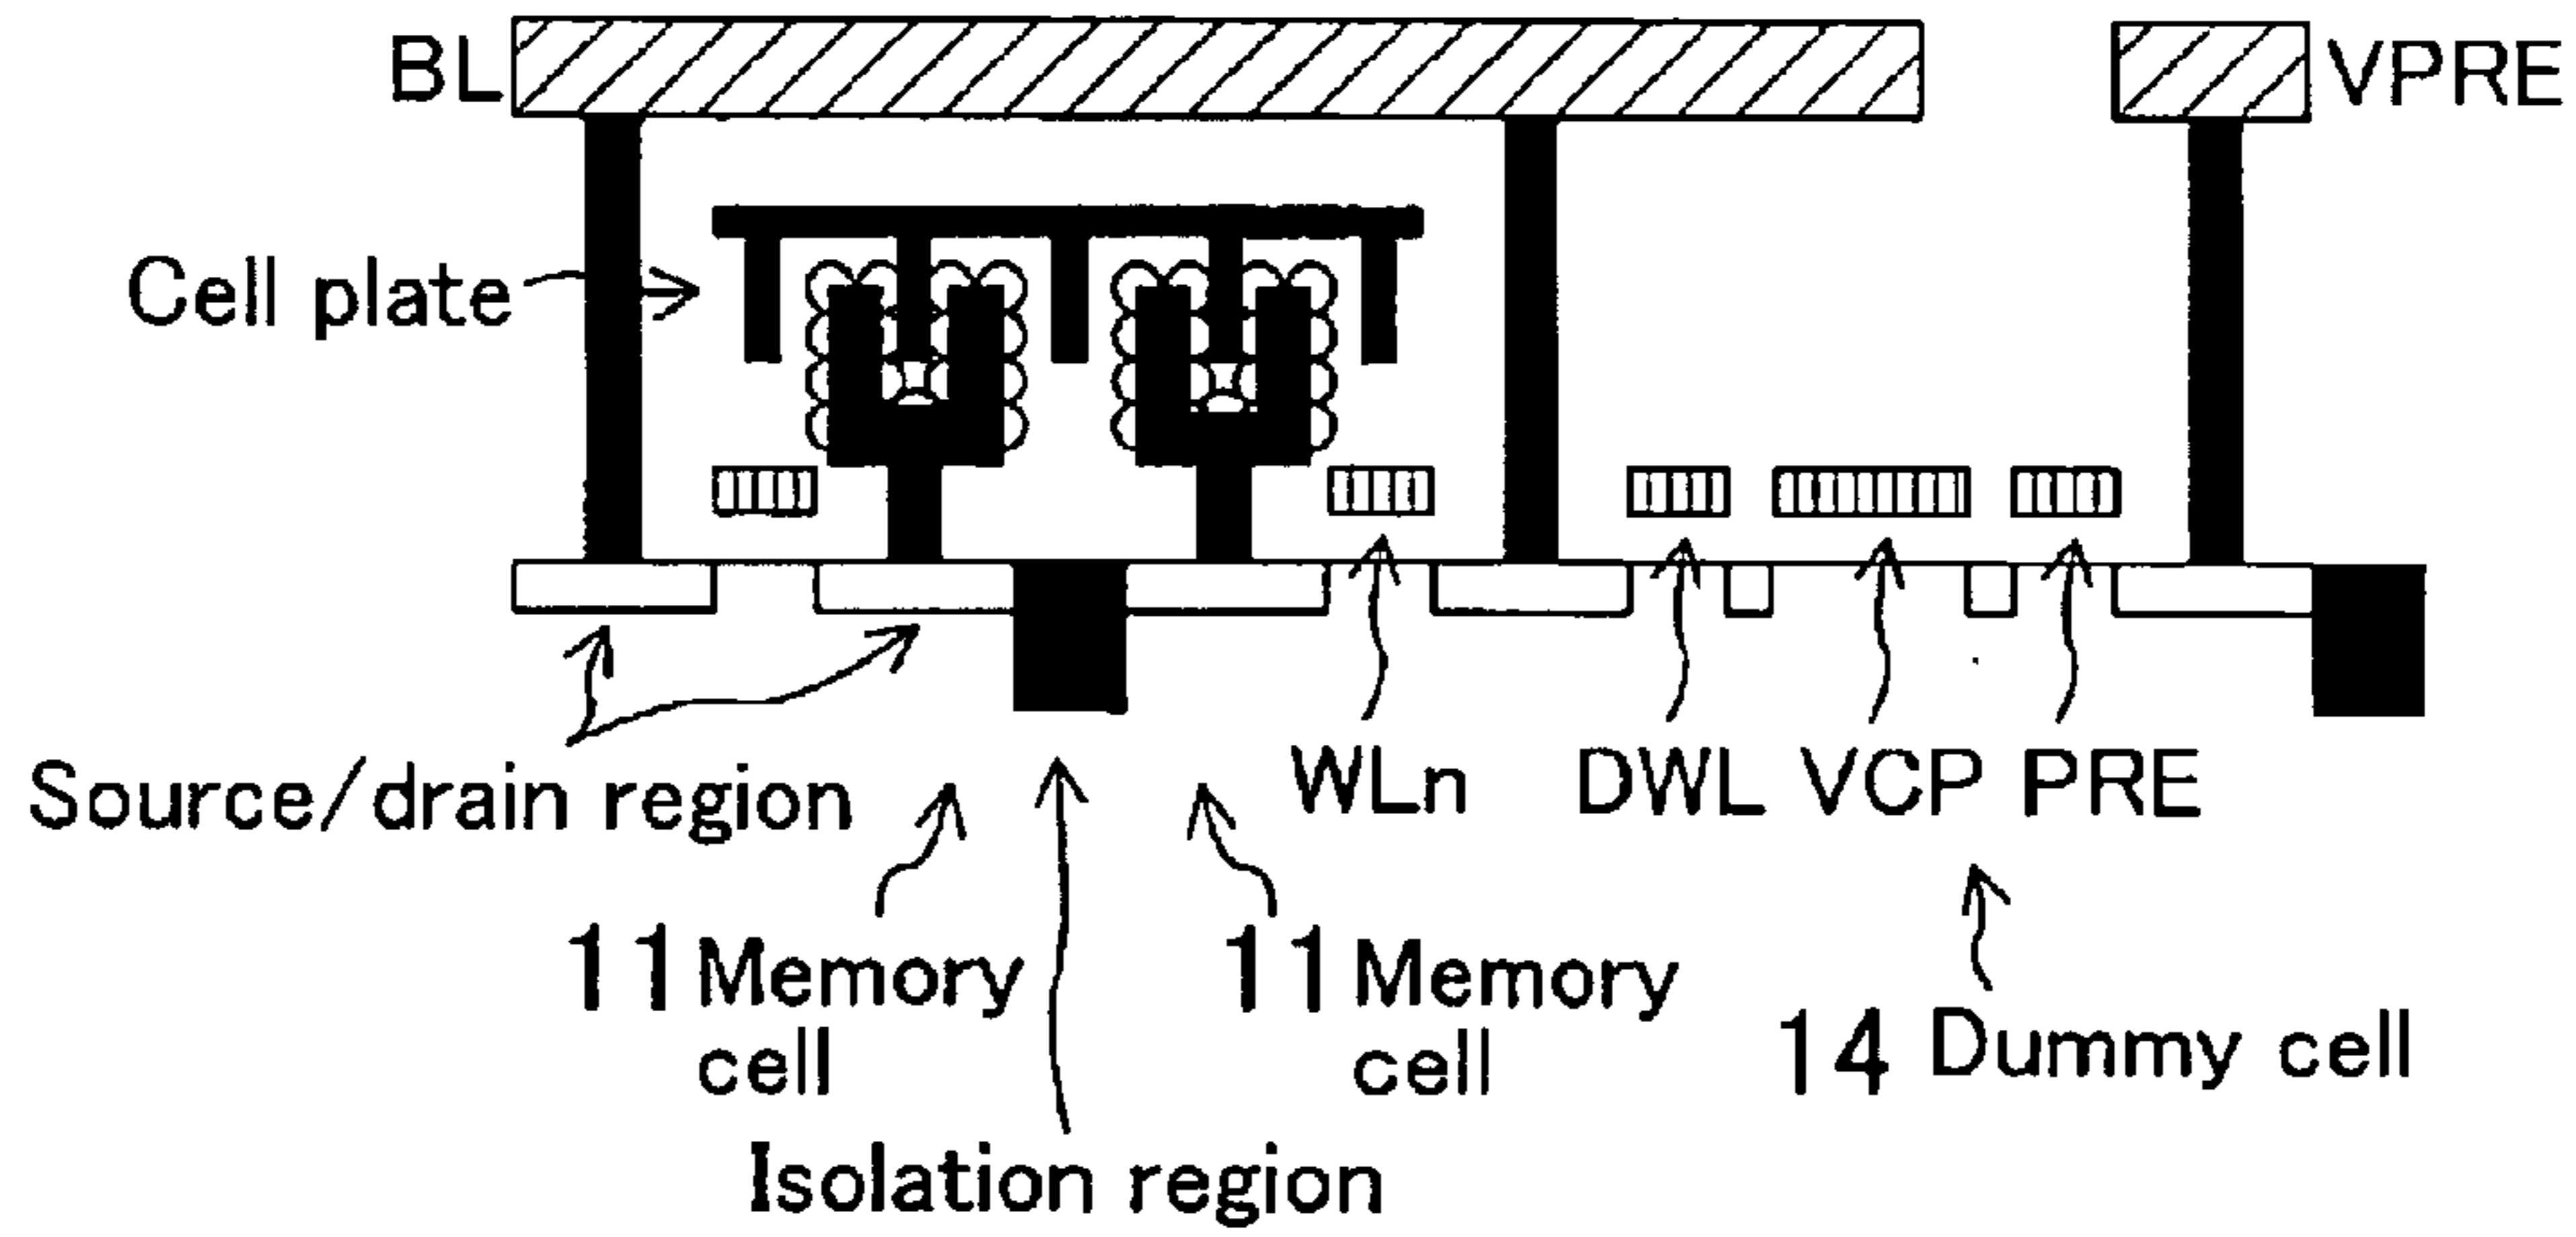 BL
VPRE
Cell plate
Source/drain region
WLn
DWL
VCP
PRE
11 Memory
cell
11 Memory
cell
14 Dummy cell
Isolation region